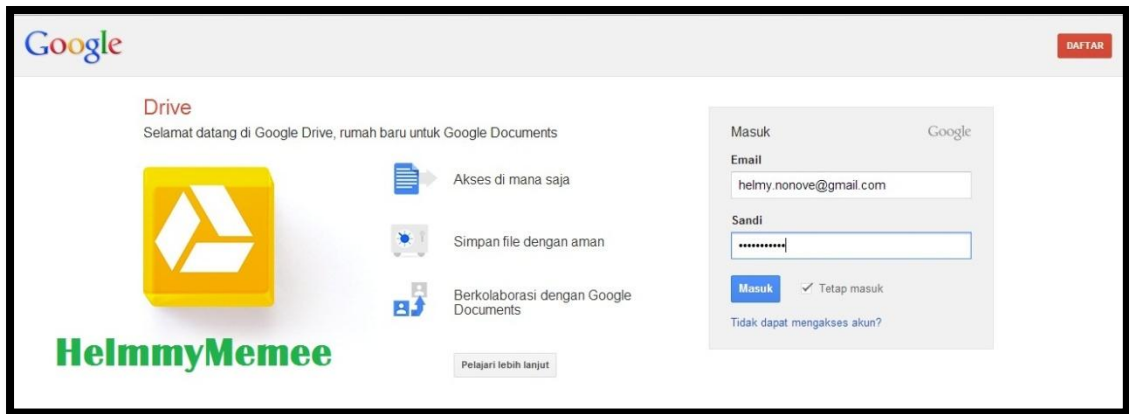 Google
DAFTAR
Drive
Selamat datang di Google Drive, rumah baru untuk Google Documents
Akses di mana saja
Simpan file dengan aman
Berkolaborasi dengan Google
Documents
Pelajari lebih lanjut
HelmmyMemee
Masuk Google
Email
helmy.nonove@gmail.com
Sandi
•••••••••••
Masuk Tetap masuk
Tidak dapat mengakses akun?